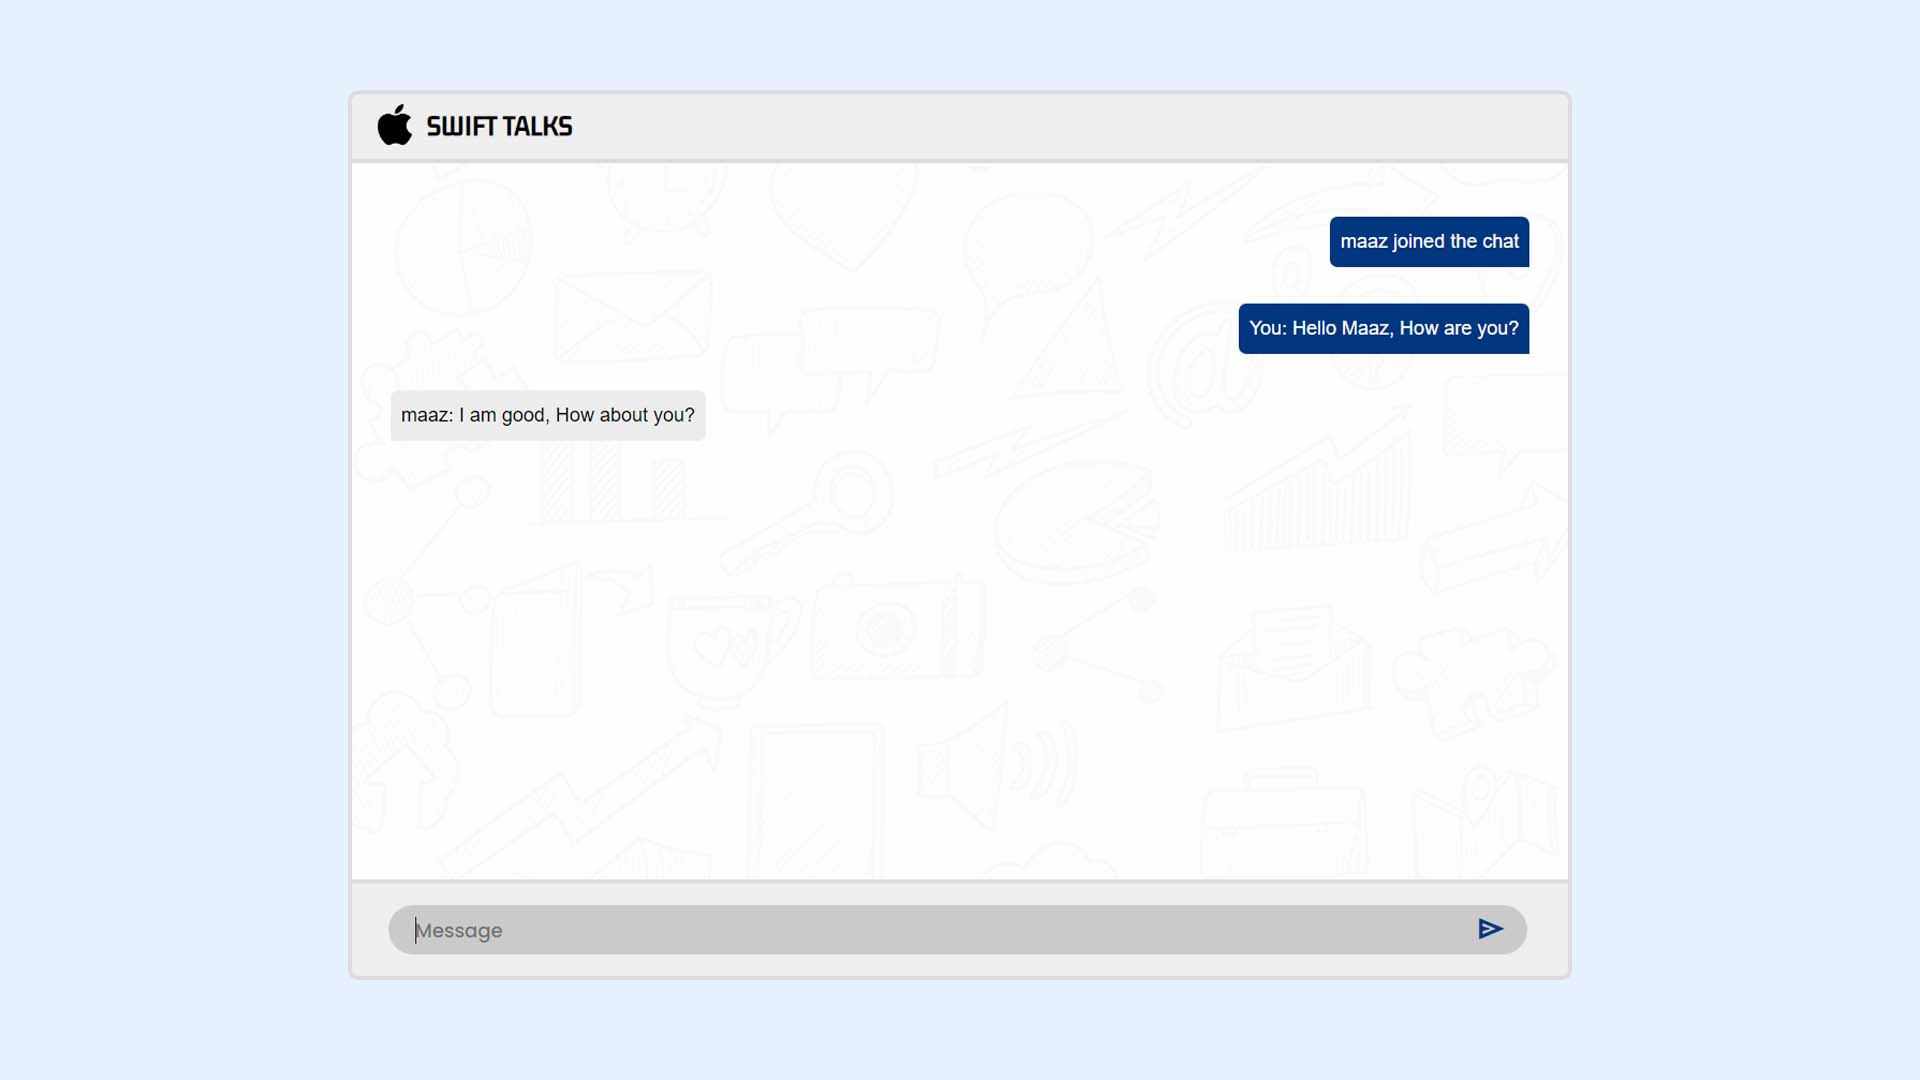 SWIFT TALKS
maaz joined the chat
You: Hello Maaz, How are you?
maaz: I am good, How about you?
Message